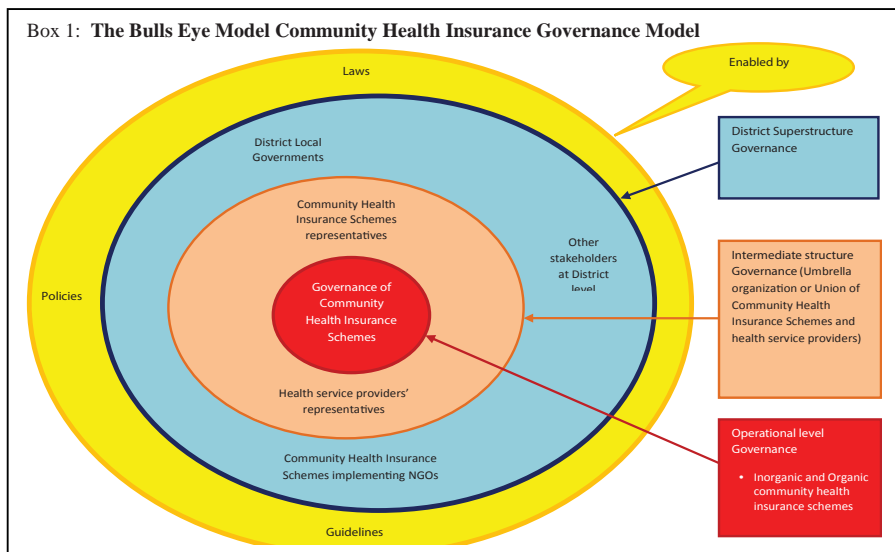 Box 1: The Bulls Eye Model Community Health Insurance Governance Model
Laws
Enabled by
District Local
Governments
District Superstructure
Governance
Community Health
Insurance Schemes
representatives
Other
stakeholders
at District
level
Intermediate structure
Governance (Umbrella
organization or Union of
Community Health
Insurance Schemes and
health service providers)
Policies
Governance of
Community
Health Insurance
Schemes
Health service providers’
representatives
Operational level
Governance
• Inorganic and Organic
community health
insurance schemes
Community Health Insurance
Schemes implementing NGOs
Guidelines